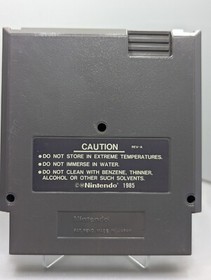 CAUTION
• DO NOT STORE IN EXTREME TEMPERATURES.
• DO NOT IMMERSE IN WATER.
• DO NOT CLEAN WITH BENZENE, THINNER,
ALCOHOL OR OTHER SUCH SOLVENTS.
©Nintendo 1985
Nintendo